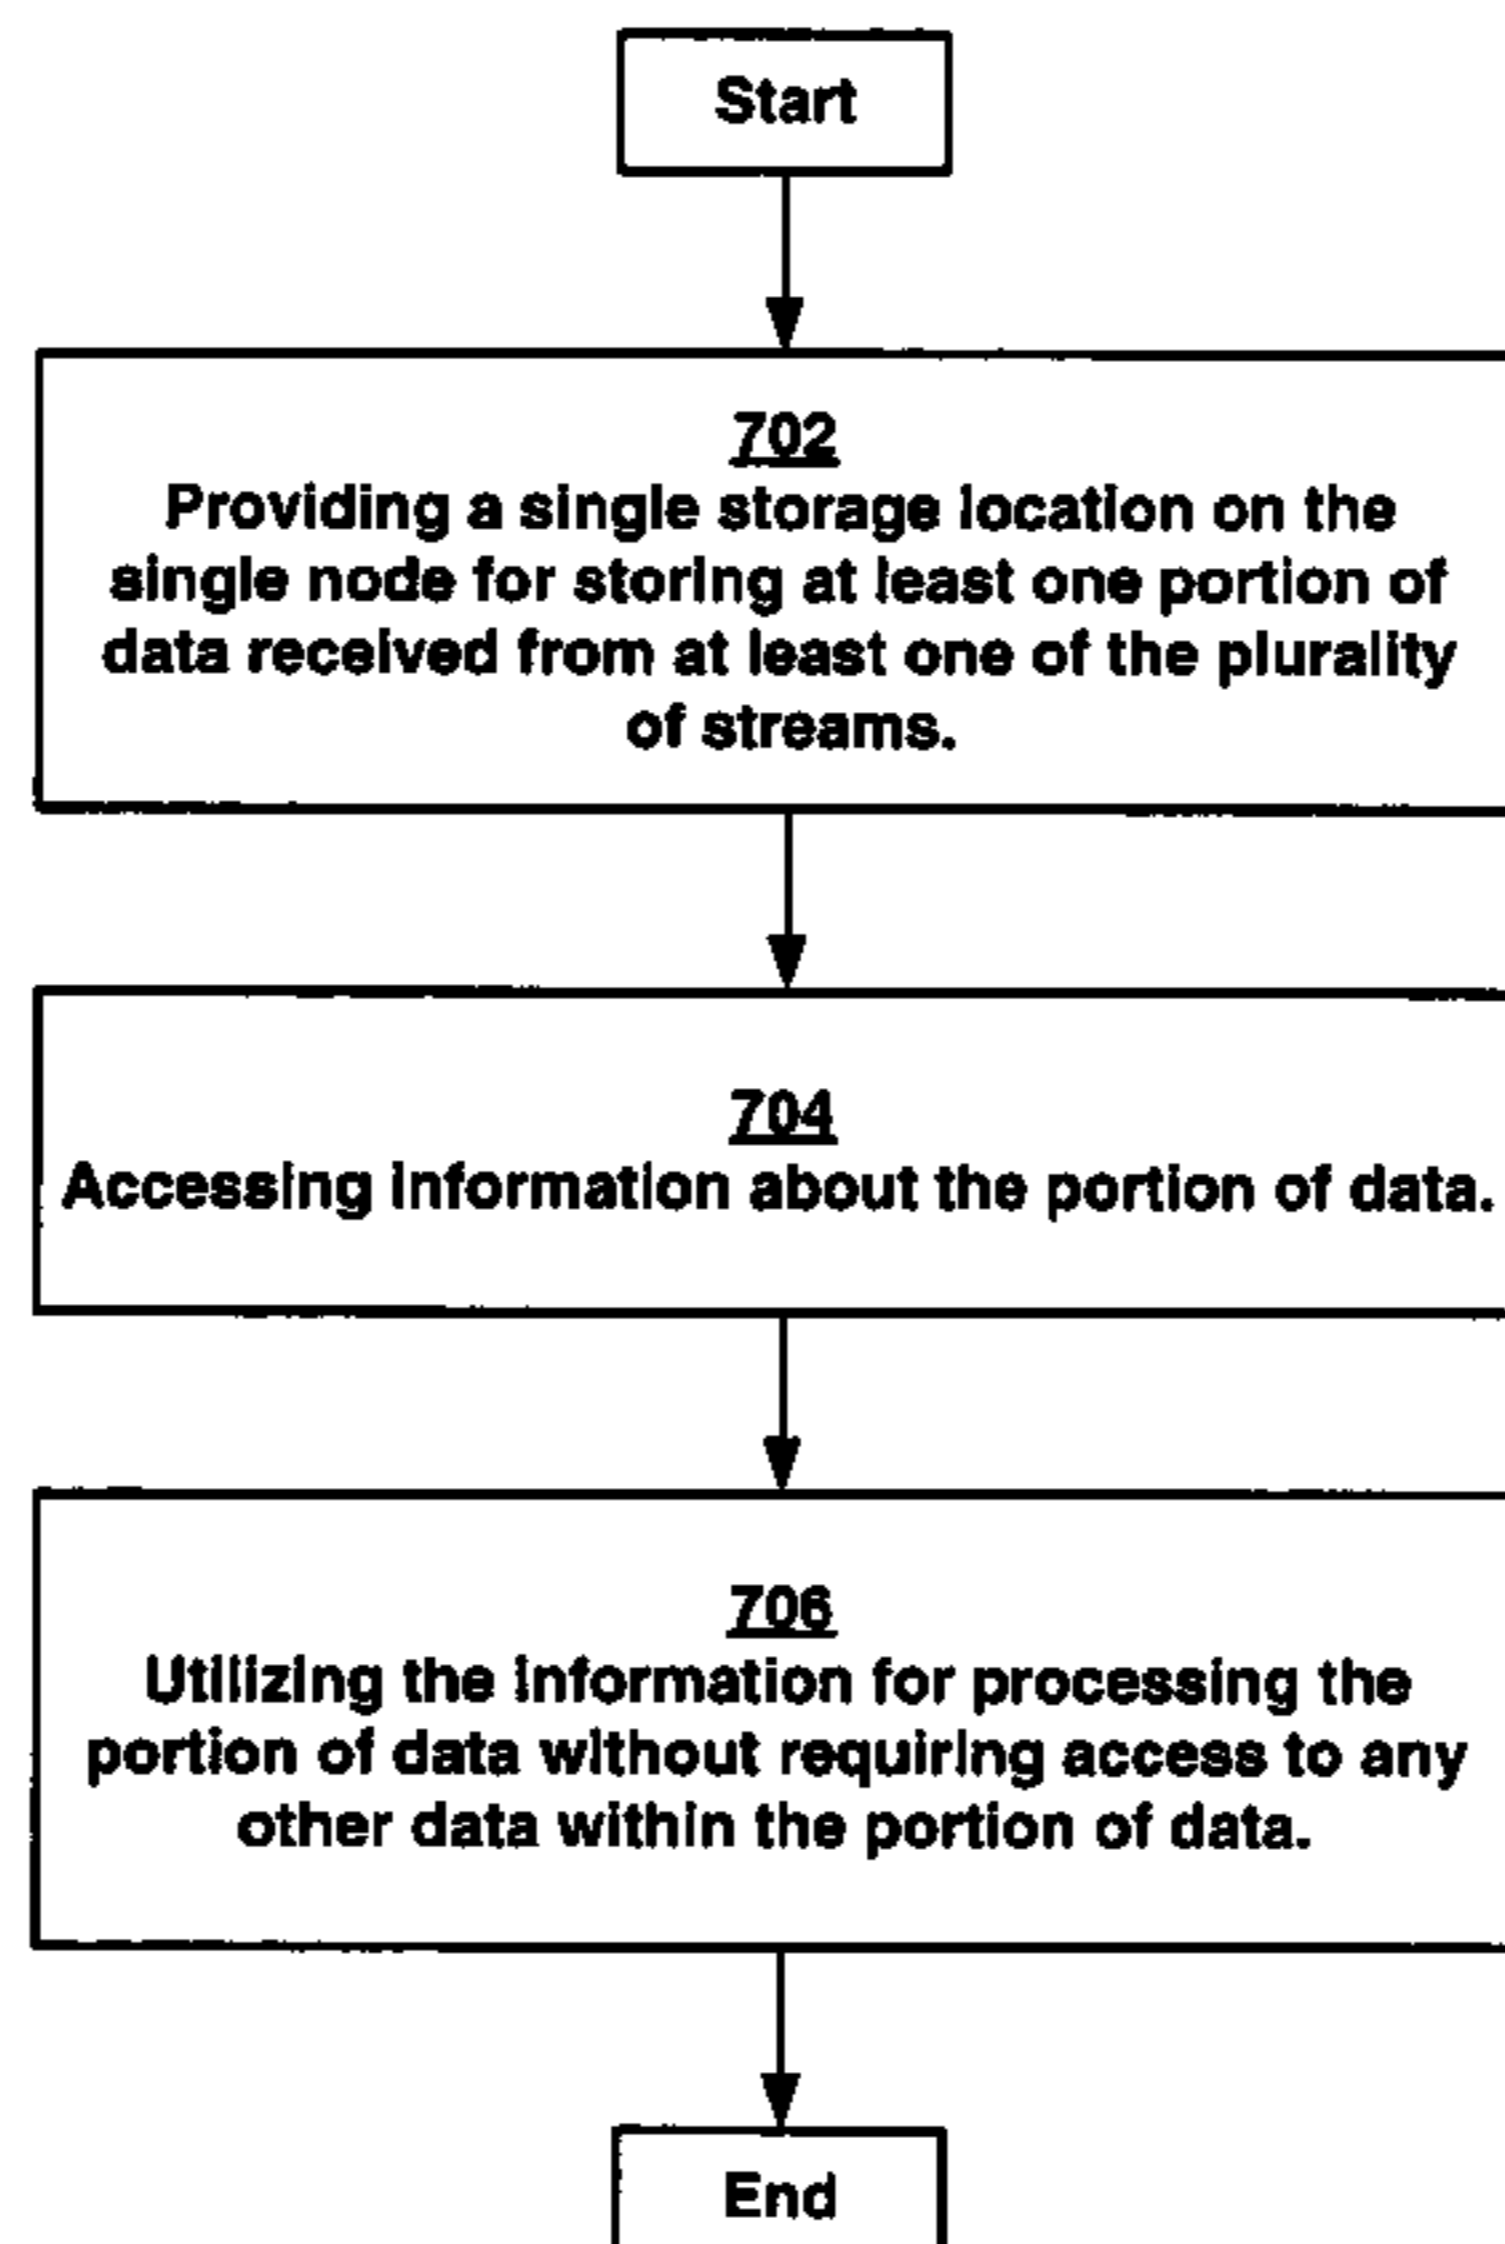 Start
702
Providing a single storage location on the
single node for storing at least one portion of
data received from at least one of the plurality
of streams.
704
Accessing information about the portion of data.
706
Utilizing the information for processing the
portion of data without requiring access to any
other data within the portion of data.
End